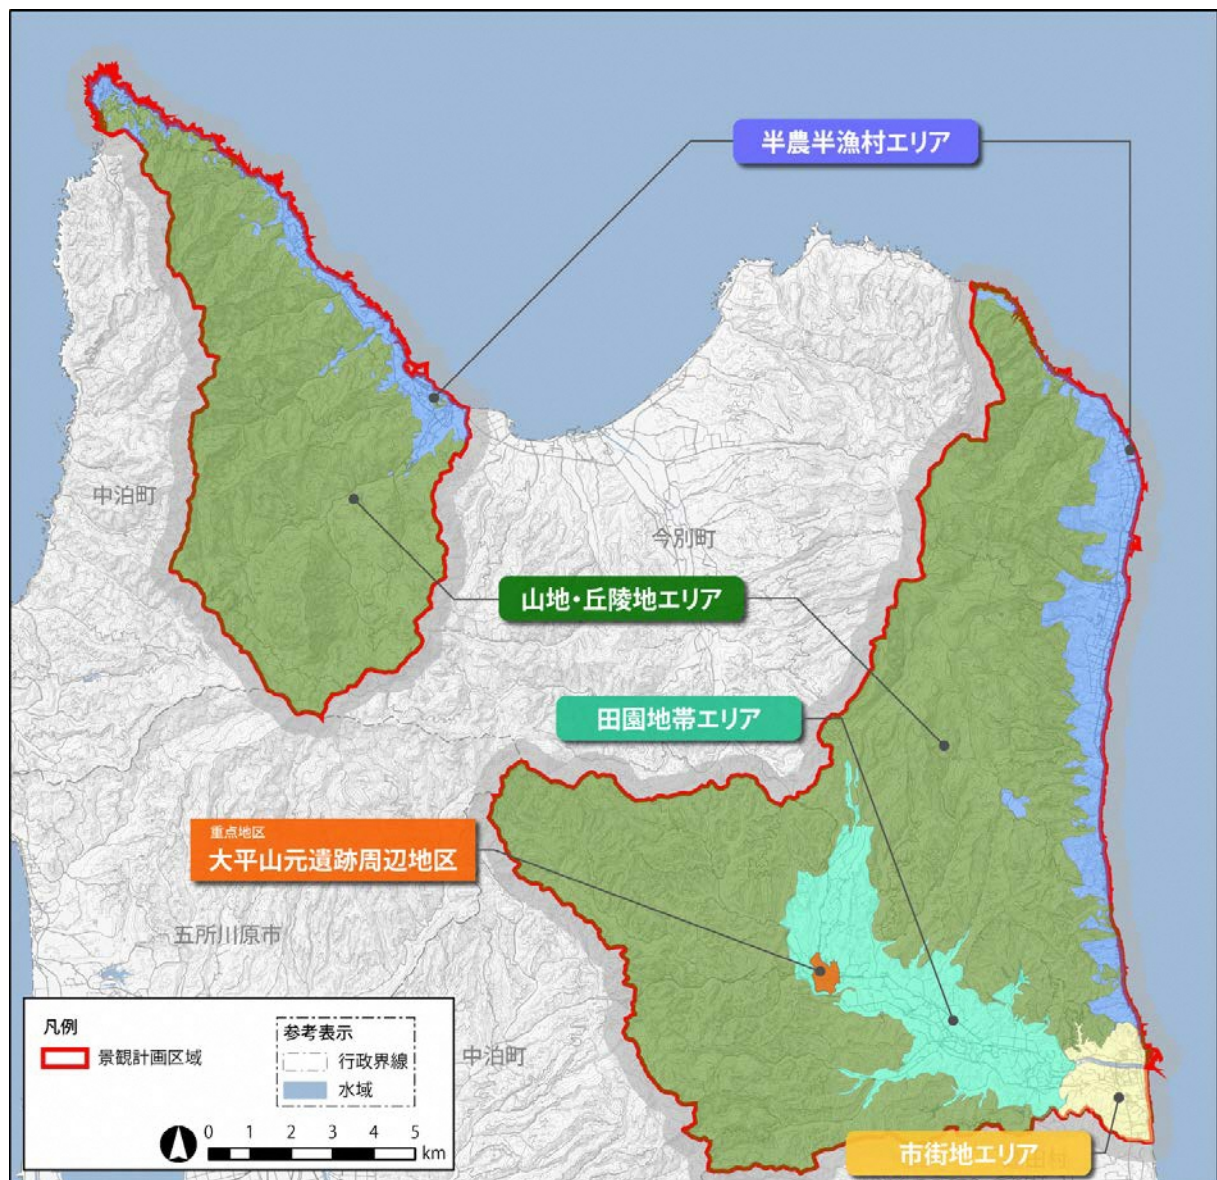 半農半漁村エリア
中泊町
今別町
山地・丘陵地エリア
田園地帯エリア
重点地区
大平山元遺跡周辺地区
五所川原市
中泊町
凡例
景観計画区域
参考表示
行政界線
水域
0 1 2 3 4 5
km
市街地エリア